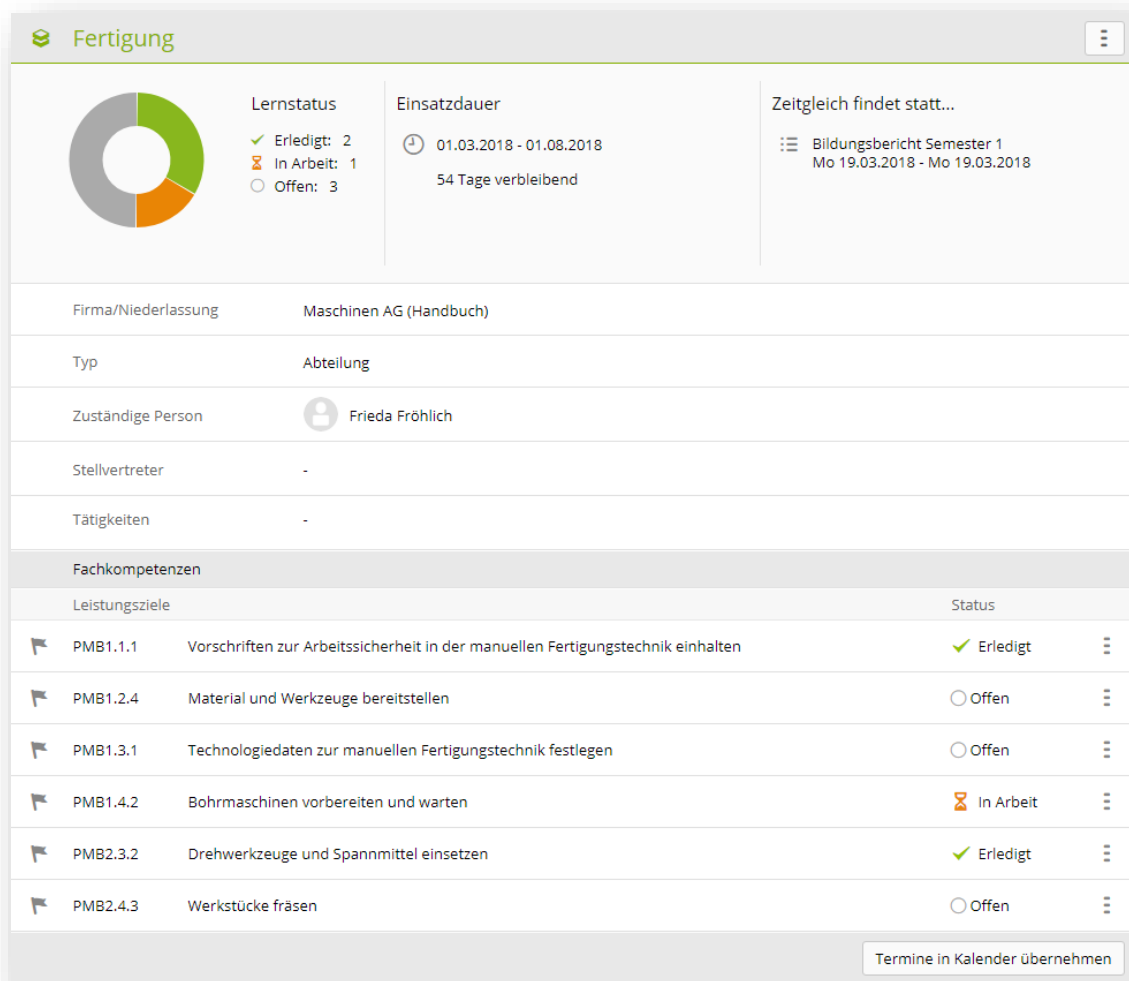 Fertigung
Lernstatus
Erledigt: 2
In Arbeit: 1
Offen: 3
Einsatzdauer
01.03.2018 - 01.08.2018
54 Tage verbleibend
Zeitgleich findet statt...
Bildungsbericht Semester 1
Mo 19.03.2018 - Mo 19.03.2018
Firma/Niederlassung Maschinen AG (Handbuch)
Typ Abteilung
Zuständige Person Frieda Fröhlich
Stellvertreter -
Tätigkeiten -
Fachkompetenzen
Leistungsziele Status
PMB1.1.1 Vorschriften zur Arbeitssicherheit in der manuellen Fertigungstechnik einhalten Erledigt
PMB1.2.4 Material und Werkzeuge bereitstellen Offen
PMB1.3.1 Technologiedaten zur manuellen Fertigungstechnik festlegen Offen
PMB1.4.2 Bohrmaschinen vorbereiten und warten In Arbeit
PMB2.3.2 Drehwerkzeuge und Spannmittel einsetzen Erledigt
PMB2.4.3 Werkstücke fräsen Offen
Termine in Kalender übernehmen